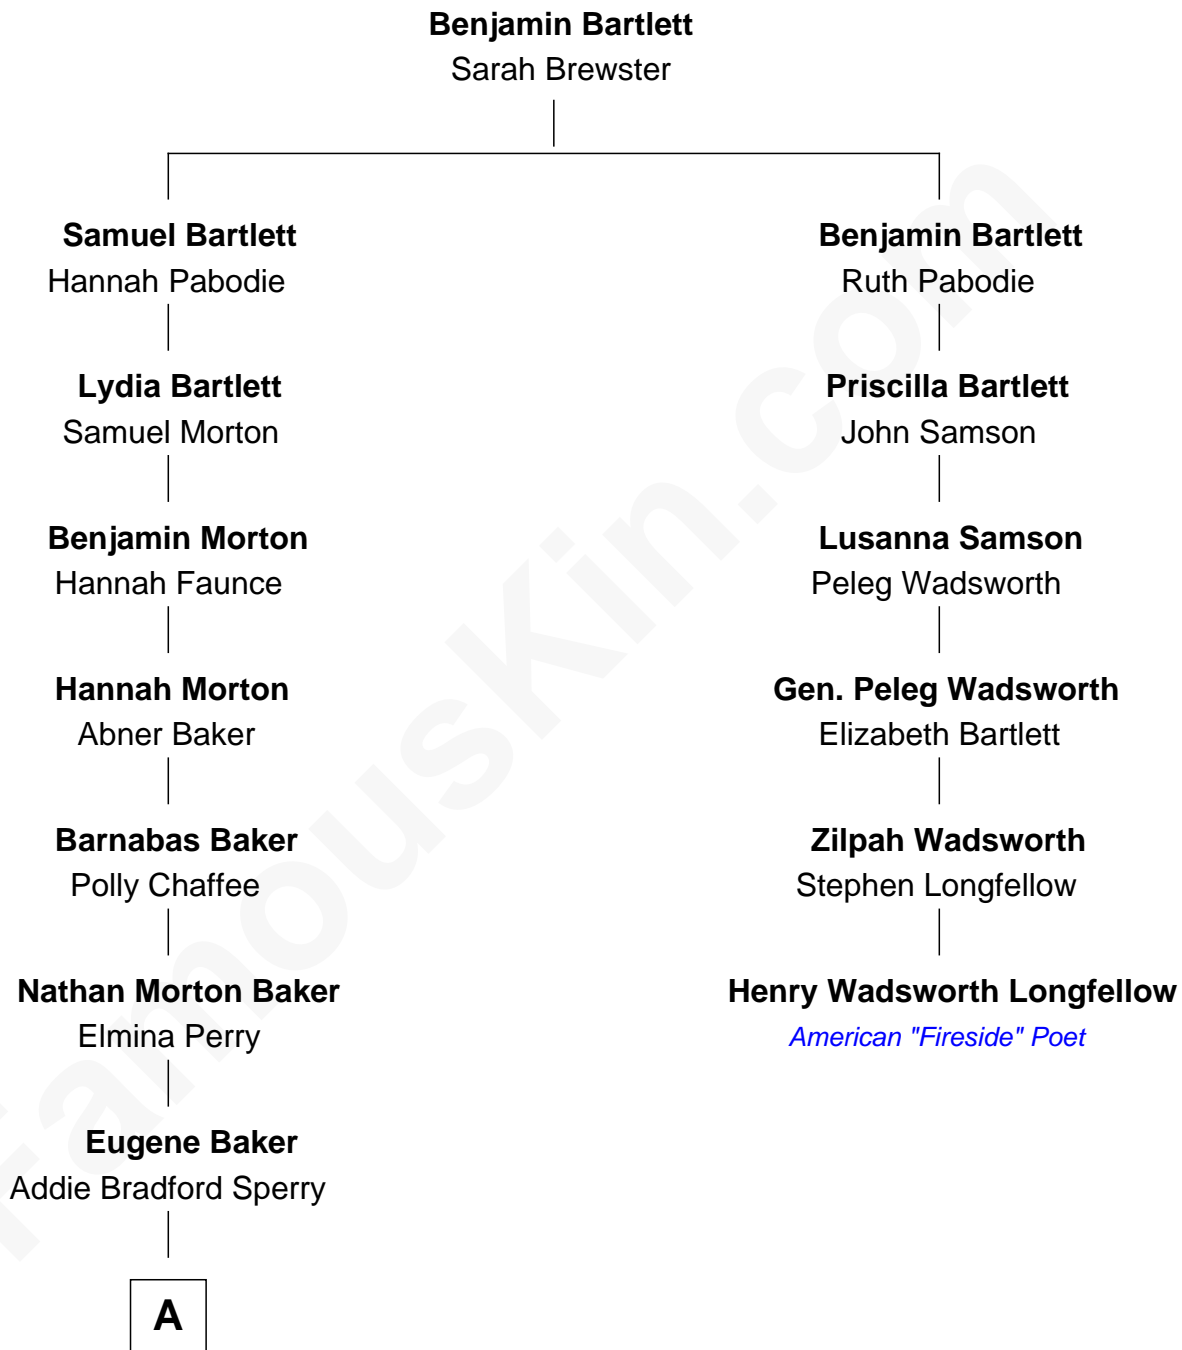 Benjamin Bartlett
Sarah Brewster
Samuel Bartlett
Hannah Pabodie
Lydia Bartlett
Samuel Morton
Benjamin Morton
Hannah Faunce
Hannah Morton
Abner Baker
Barnabas Baker
Polly Chaffee
Nathan Morton Baker
Elmina Perry
Eugene Baker
Addie Bradford Sperry
A
Benjamin Bartlett
Ruth Pabodie
Priscilla Bartlett
John Samson
Lusanna Samson
Peleg Wadsworth
Gen. Peleg Wadsworth
Elizabeth Bartlett
Zilpah Wadsworth
Stephen Longfellow
Henry Wadsworth Longfellow
American "Fireside" Poet
FamousKin.com